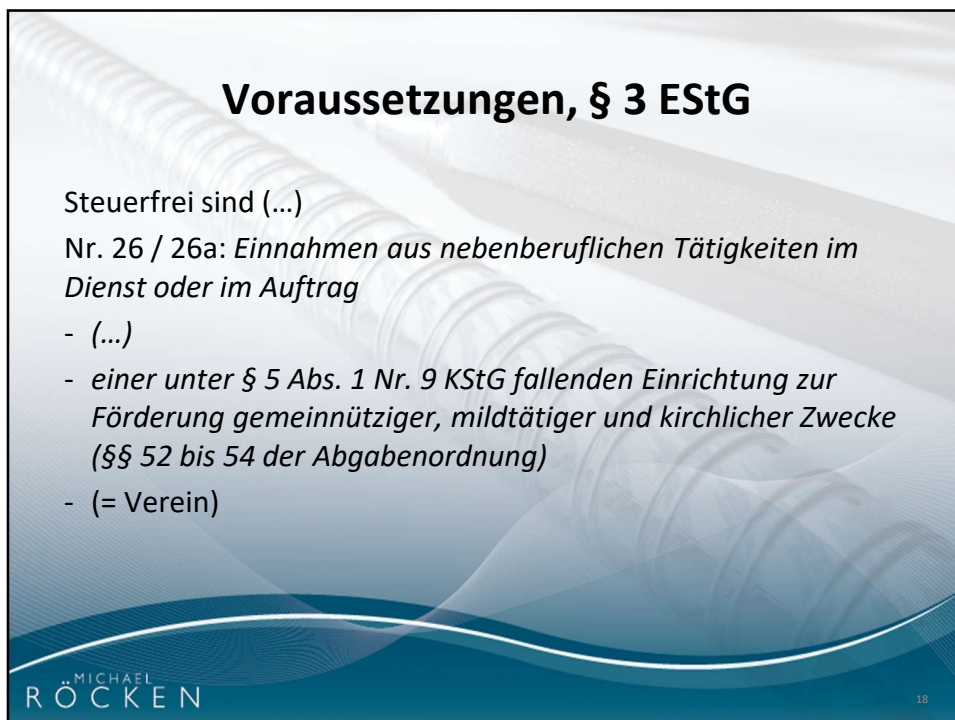 Voraussetzungen, § 3 EStG
Steuerfrei sind (…)
Nr. 26 / 26a: Einnahmen aus nebenberuflichen Tätigkeiten im
Dienst oder im Auftrag
- (…)
- einer unter § 5 Abs. 1 Nr. 9 KStG fallenden Einrichtung zur
Förderung gemeinnütziger, mildtätiger und kirchlicher Zwecke
(§§ 52 bis 54 der Abgabenordnung)
- (= Verein)
MICHAEL
RÖCKEN
18